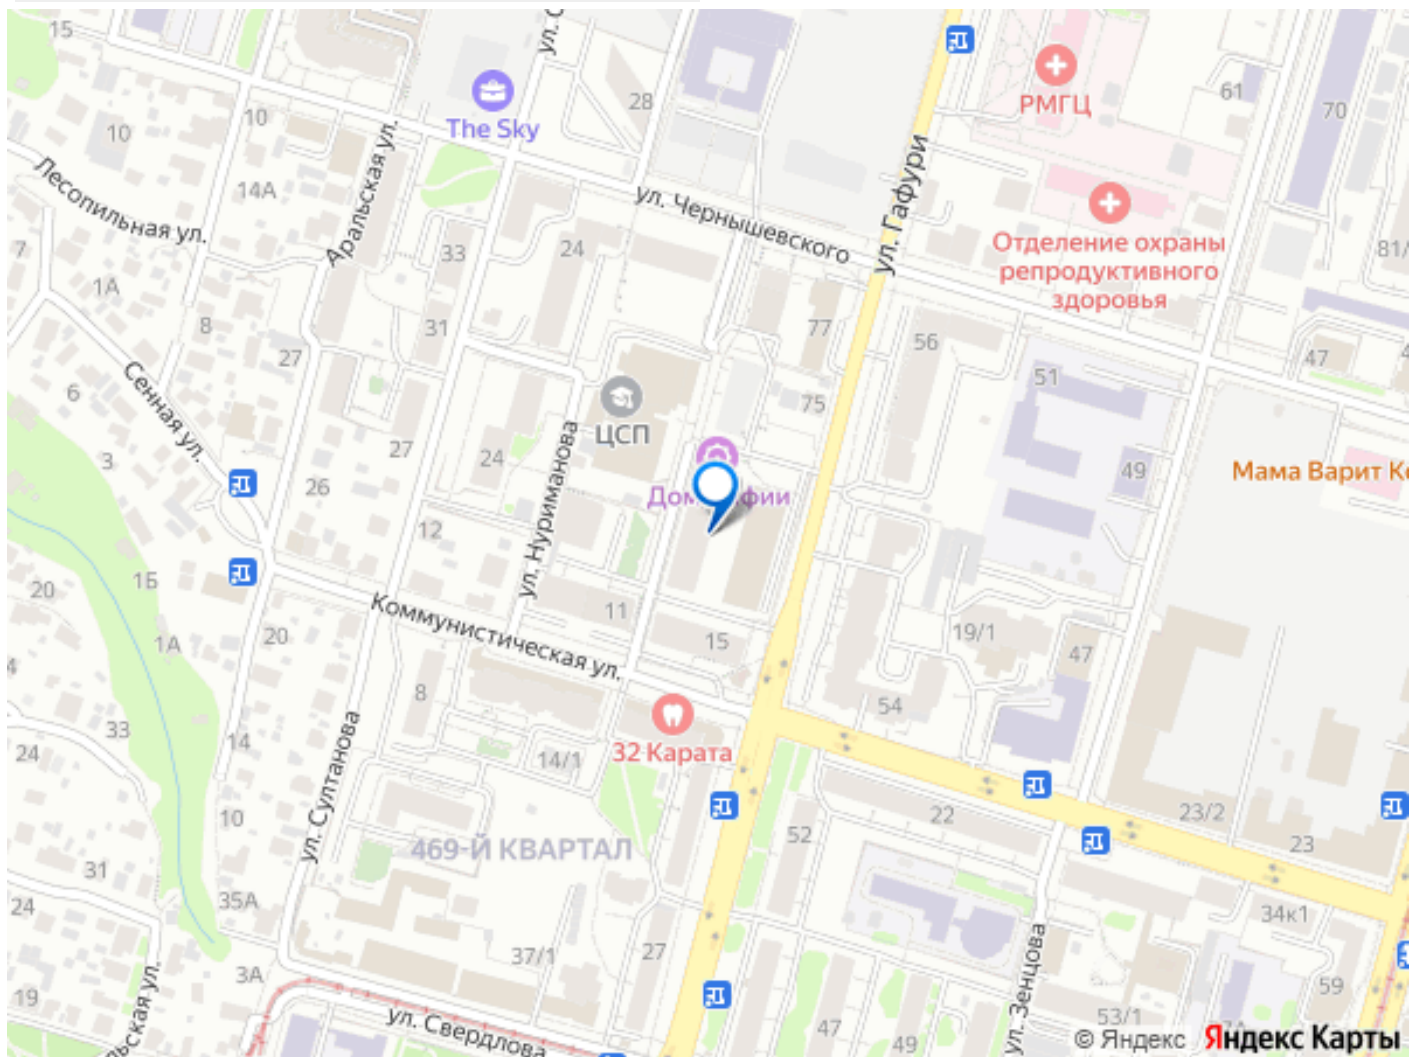 15
ул. С
28
61
70
РМГЦ
The Sky
10
10
14А
Аральская ул.
ул. Гафури
Лесопильная ул.
ул. Чернышевского
Отделение охраны
репродуктивного
здоровья
7
33
24
81/
1А
8
31
77
56
47
27
51
6
Сенная ул.
75
ЦСП
27
24
3
26
49
Мама Варит К
12
ул. Нуриманова
20
1Б
Коммунистическая ул.
11
15
19/1
47
1А
20
8
54
33
24
14
14/1
32 Карата
ул. Султанова
10
52
22
23/2
23
469-Й КВАРТАЛ
31
24
35А
34к1
37/1
27
ул. Зенцова
3А
59
19
ьская ул.
ул. Свердлова
47
49
53/1
© Яндекс Яндекс Карты